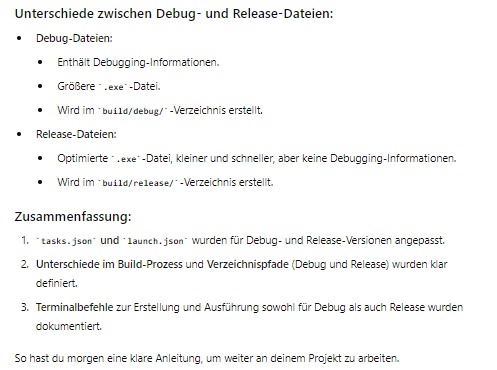 Unterschiede zwischen Debug- und Release-Dateien:
• Debug-Dateien:
• Enthält Debugging-Informationen.
• Größere `.exe`-Datei.
• Wird im `build/debug/`-Verzeichnis erstellt.
• Release-Dateien:
• Optimierte `.exe`-Datei, kleiner und schneller, aber keine Debugging-Informationen.
• Wird im `build/release/`-Verzeichnis erstellt.
Zusammenfassung:
1. `tasks.json` und `launch.json` wurden für Debug- und Release-Versionen angepasst.
2. Unterschiede im Build-Prozess und Verzeichnispfade (Debug und Release) wurden klar
definiert.
3. Terminalbefehle zur Erstellung und Ausführung sowohl für Debug als auch Release wurden
dokumentiert.
So hast du morgen eine klare Anleitung, um weiter an deinem Projekt zu arbeiten.